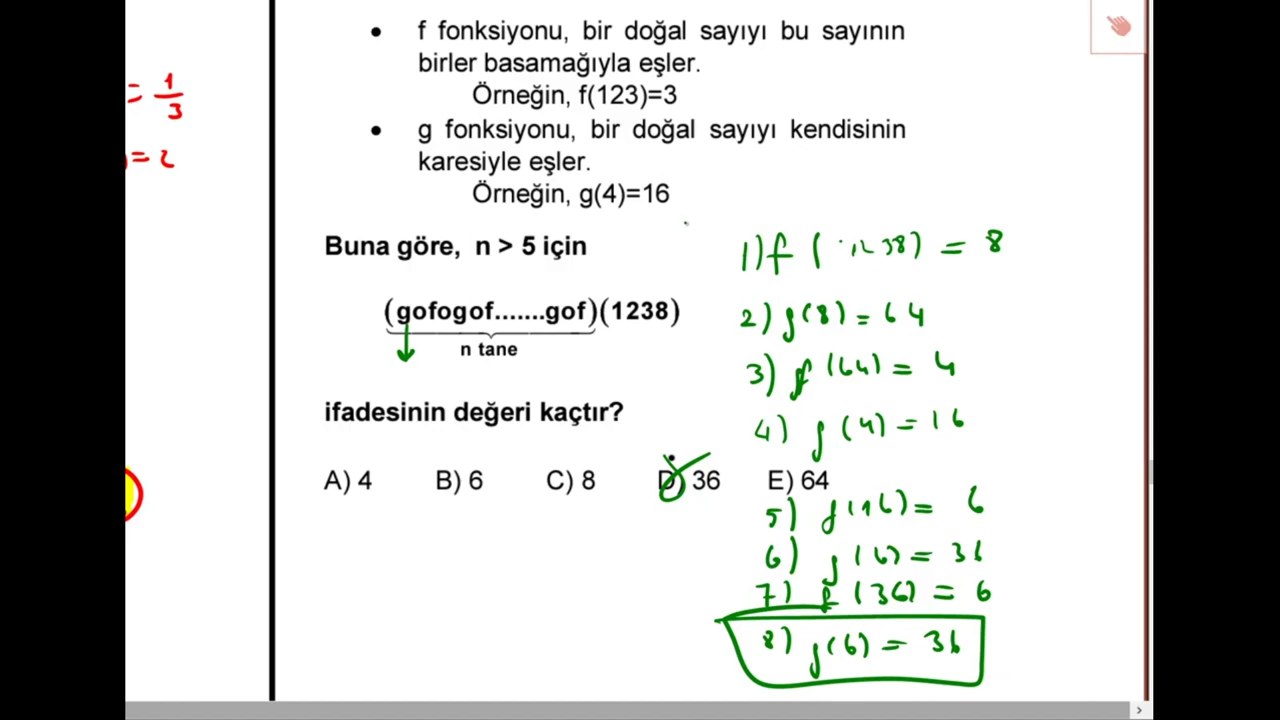 = 1/3
) = 2
• f fonksiyonu, bir doğal sayıyı bu sayının
birler basamağıyla eşler.
Örneğin, f(123)=3
• g fonksiyonu, bir doğal sayıyı kendisinin
karesiyle eşler.
Örneğin, g(4)=16
Buna göre, n > 5 için
(gofogof.......gof)(1238)
n tane
ifadesinin değeri kaçtır?
A) 4 B) 6 C) 8 D) 36 E) 64
1) f (1238) = 8
2) g(8) = 64
3) f (64) = 4
4) g (4) = 16
5) f (16) = 6
6) g (6) = 36
7) f (36) = 6
8) g(6) = 36